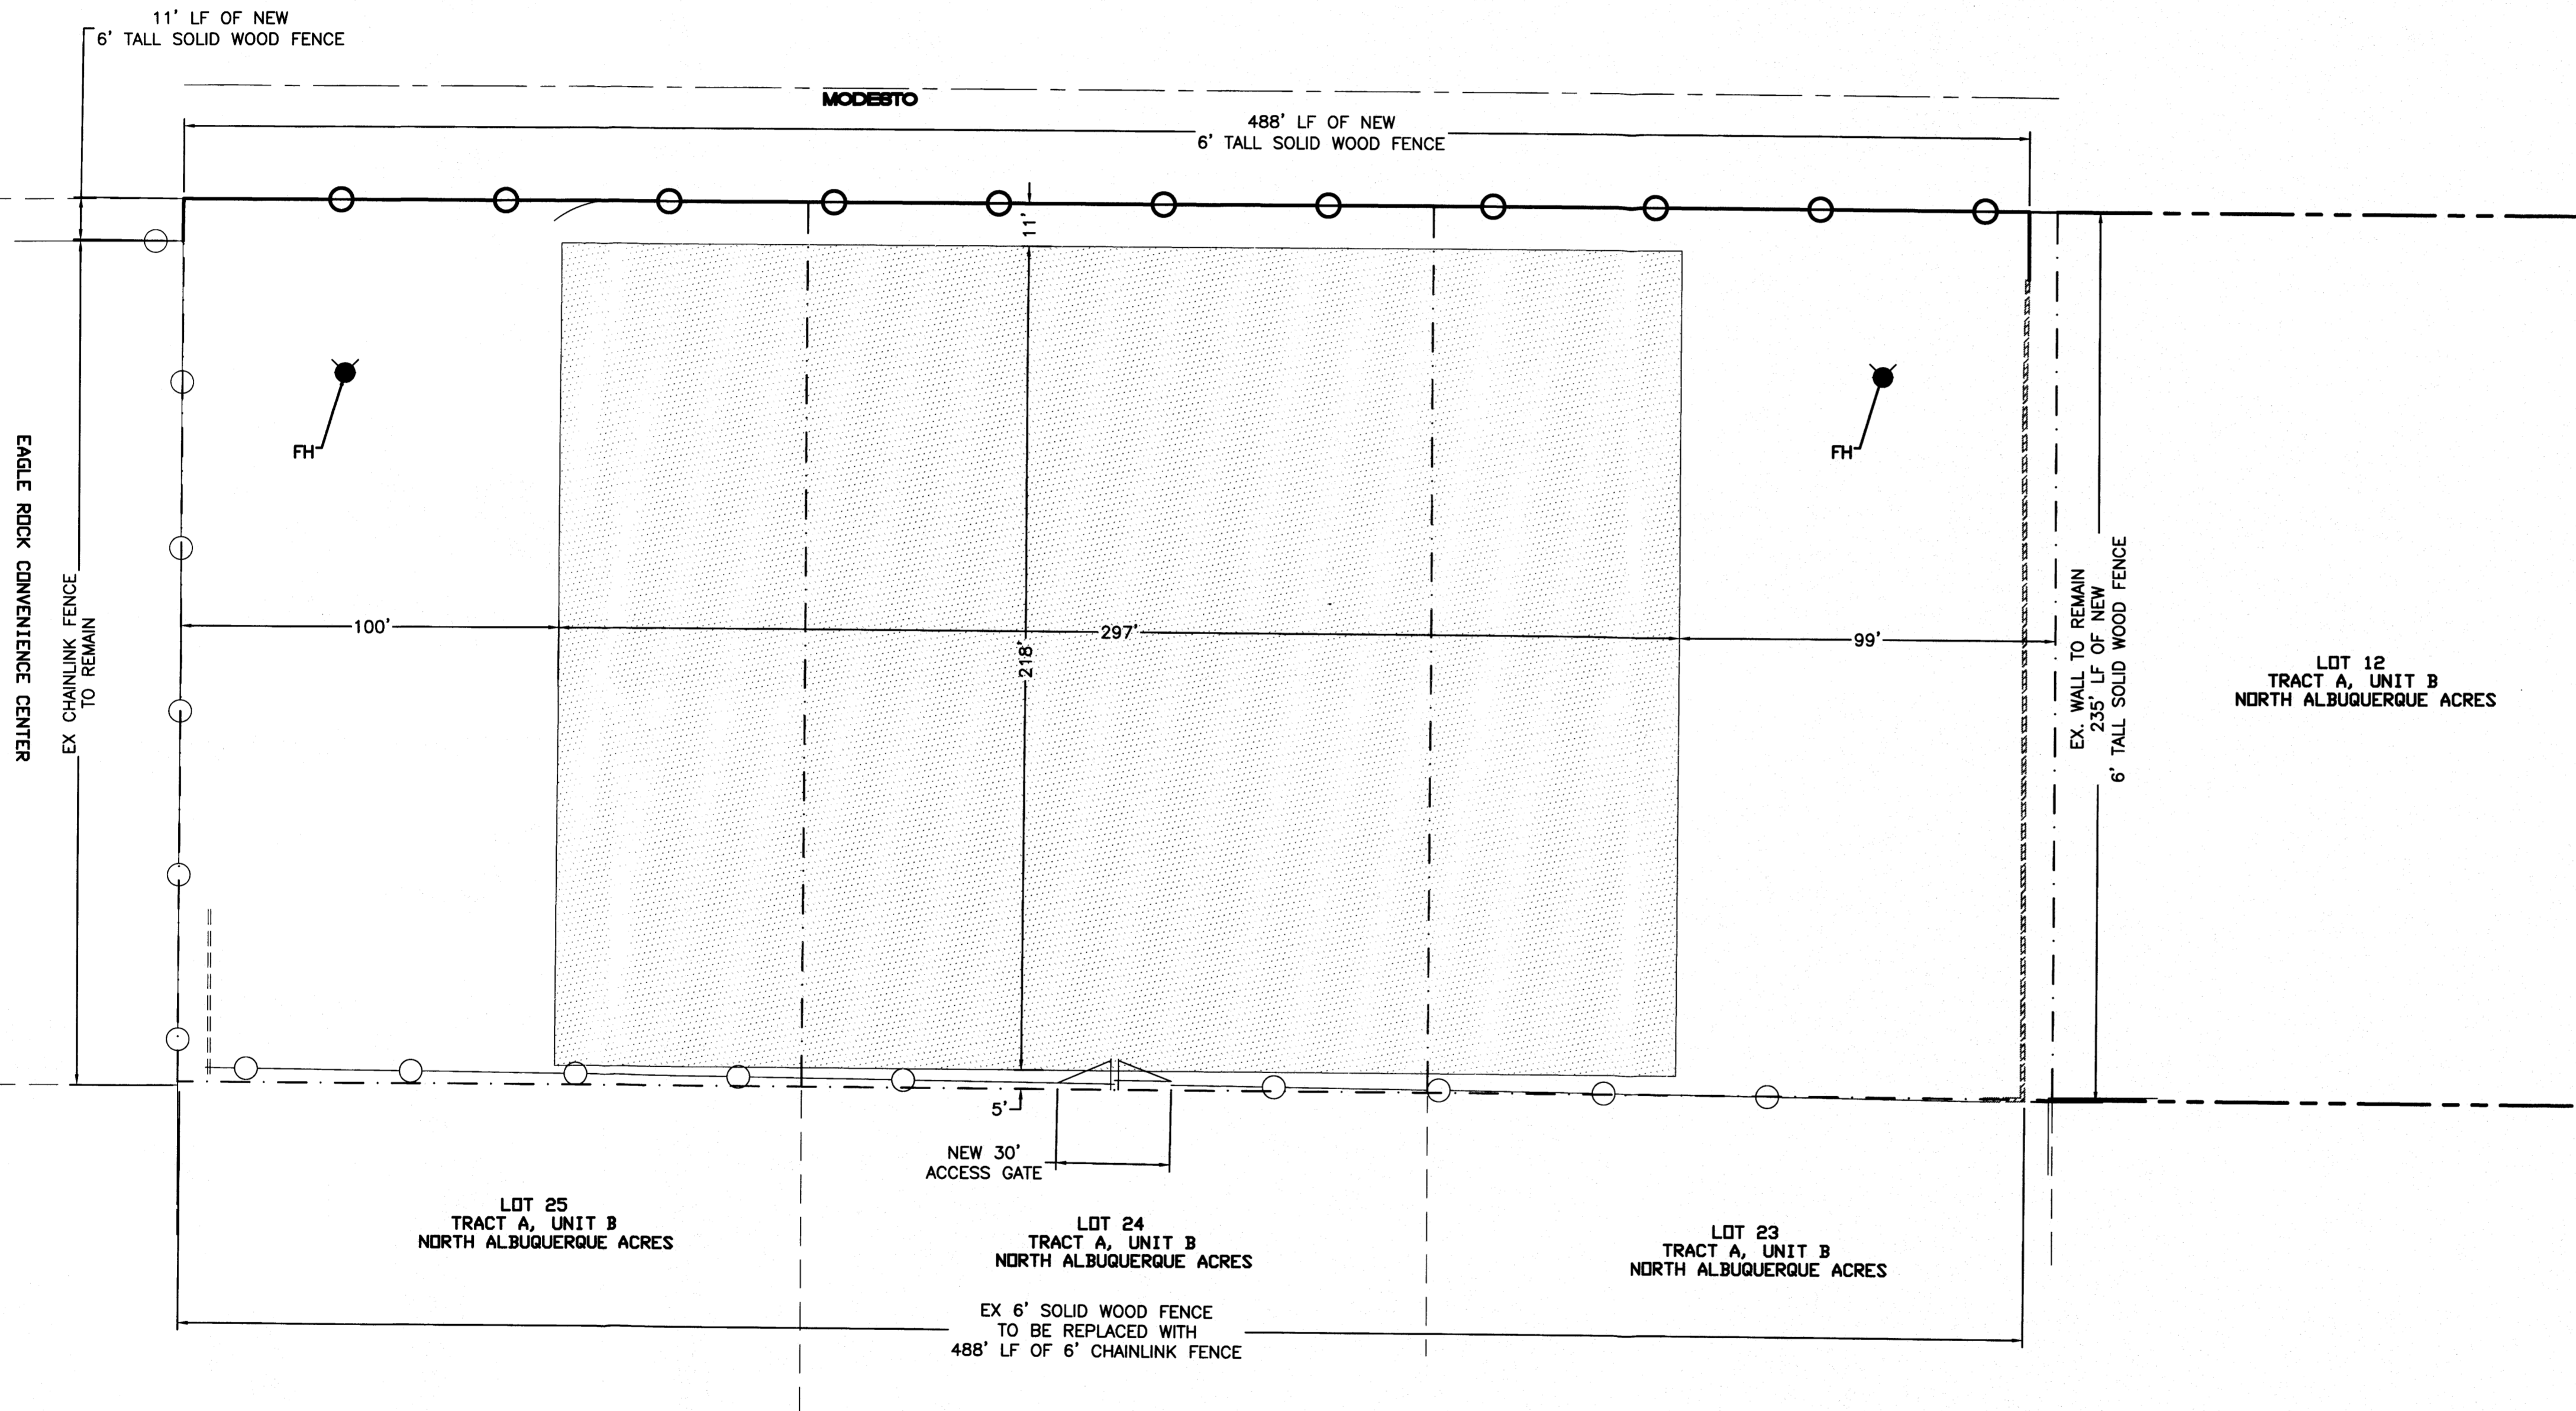 11' LF OF NEW
6' TALL SOLID WOOD FENCE
MODESTO
488' LF OF NEW
6' TALL SOLID WOOD FENCE
11'
FH
FH
EAGLE ROCK CONVENIENCE CENTER
EX CHAINLINK FENCE
TO REMAIN
100'
297'
218'
99'
EX. WALL TO REMAIN
235' LF OF NEW
6' TALL SOLID WOOD FENCE
LOT 12
TRACT A, UNIT B
NORTH ALBUQUERQUE ACRES
5'
NEW 30'
ACCESS GATE
LOT 25
TRACT A, UNIT B
NORTH ALBUQUERQUE ACRES
LOT 24
TRACT A, UNIT B
NORTH ALBUQUERQUE ACRES
LOT 23
TRACT A, UNIT B
NORTH ALBUQUERQUE ACRES
EX 6' SOLID WOOD FENCE
TO BE REPLACED WITH
488' LF OF 6' CHAINLINK FENCE